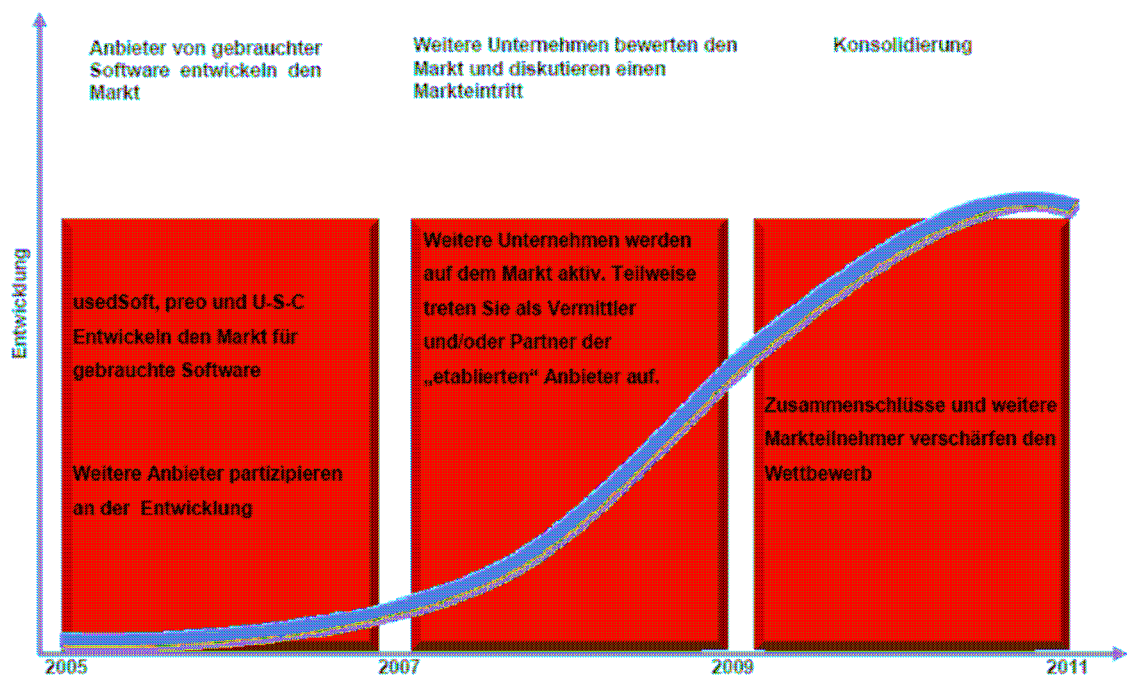 Anbieter von gebrauchter
Software entwickeln den
Markt
Weitere Unternehmen bewerten den
Markt und diskutieren einen
Markteintritt
Konsolidierung
Entwicklung
usedSoft, preo und U-S-C
Entwickeln den Markt für
gebrauchte Software
Weitere Anbieter partizipieren
an der Entwicklung
Weitere Unternehmen werden
auf dem Markt aktiv. Teilweise
treten Sie als Vermittler
und/oder Partner der
„etablierten“ Anbieter auf.
Zusammenschlüsse und weitere
Markteilnehmer verschärfen den
Wettbewerb
2005
2007
2009
2011